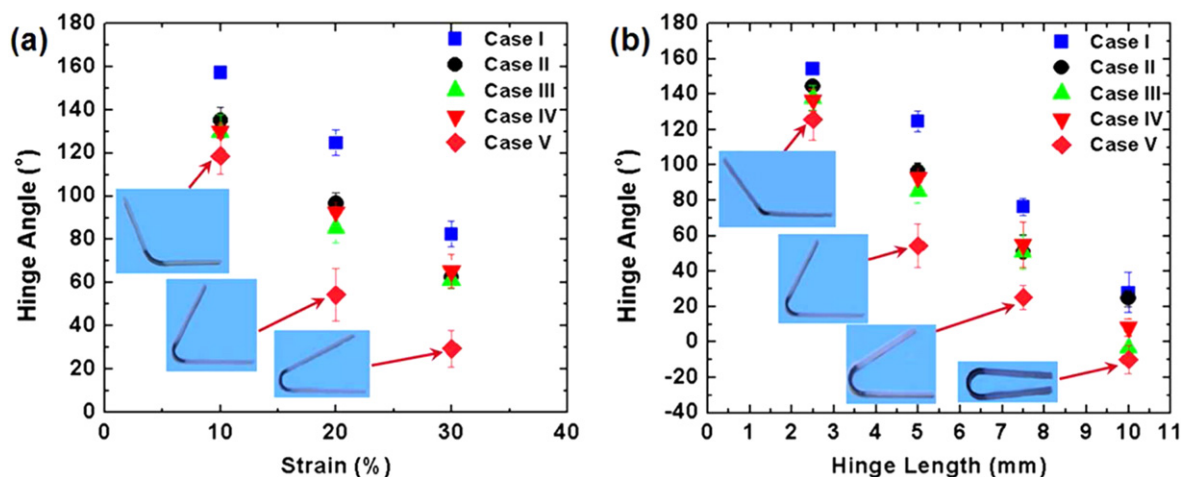 (a)
180
160
140
120
100
80
60
40
20
0
Hinge Angle (°)
0 10 20 30 40
Strain (%)
Case I
Case II
Case III
Case IV
Case V
(b)
180
160
140
120
100
80
60
40
20
0
-20
-40
Hinge Angle (°)
0 1 2 3 4 5 6 7 8 9 10 11
Hinge Length (mm)
Case I
Case II
Case III
Case IV
Case V